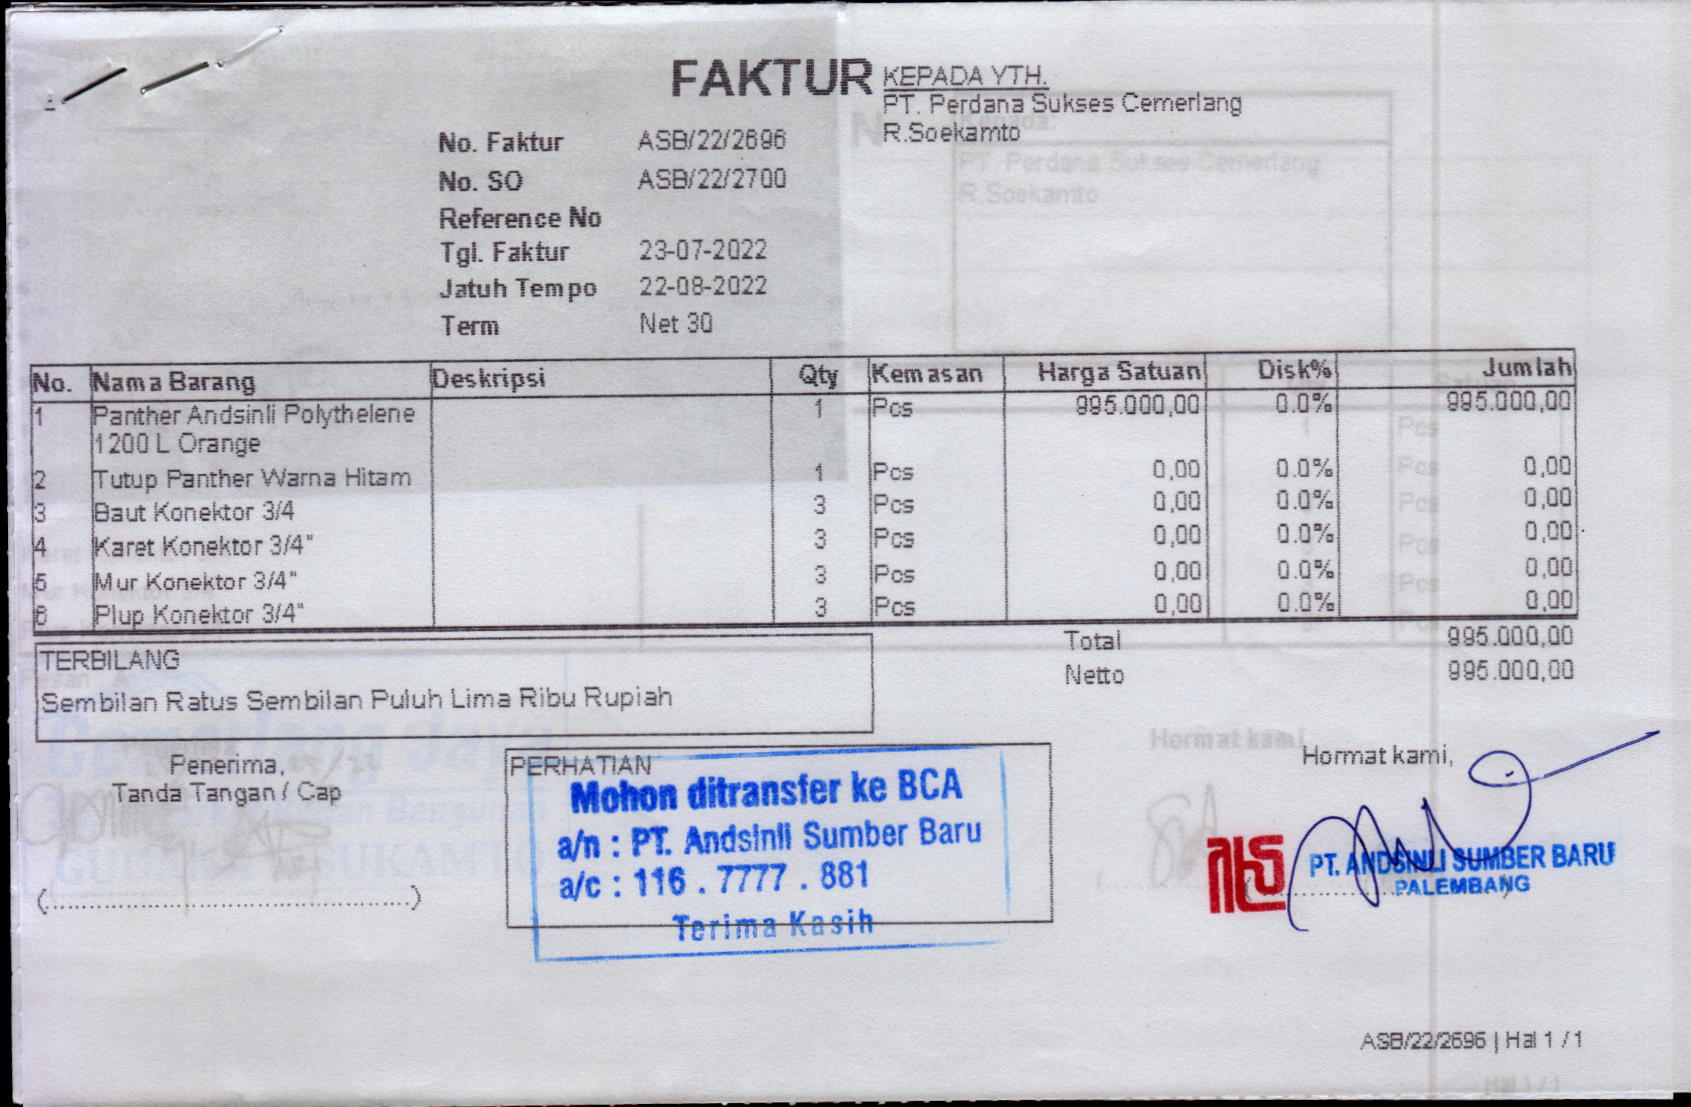 FAKTUR
KEPADA YTH.
PT. Perdana Sukses Cemerlang
R.Soekamto
No. Faktur ASB/22/2696
No. SO ASB/22/2700
Reference No
Tgl. Faktur 23-07-2022
Jatuh Tempo 22-08-2022
Term Net 30
No. Nama Barang Deskripsi Qty Kemasan Harga Satuan Disk% Jumlah
1 Panther Andsinli Polythelene 1 Pcs 995.000,00 0.0% 995.000,00
1200 L Orange
2 Tutup Panther Warna Hitam 1 Pcs 0,00 0.0% 0,00
3 Baut Konektor 3/4 3 Pcs 0,00 0.0% 0,00
4 Karet Konektor 3/4" 3 Pcs 0,00 0.0% 0,00
5 Mur Konektor 3/4" 3 Pcs 0,00 0.0% 0,00
6 Plup Konektor 3/4" 3 Pcs 0,00 0.0% 0,00
Total 995.000,00
Netto 995.000,00
TERBILANG
Sembilan Ratus Sembilan Puluh Lima Ribu Rupiah
Penerima,
Tanda Tangan / Cap
(.......................................................)
PERHATIAN
Mohon ditransfer ke BCA
a/n : PT. Andsinli Sumber Baru
a/c : 116 . 7777 . 881
Terima Kasih
Hormat kami,
PT. ANDSINLI SUMBER BARU
PALEMBANG
ASB/22/2696 | Hal 1 / 1